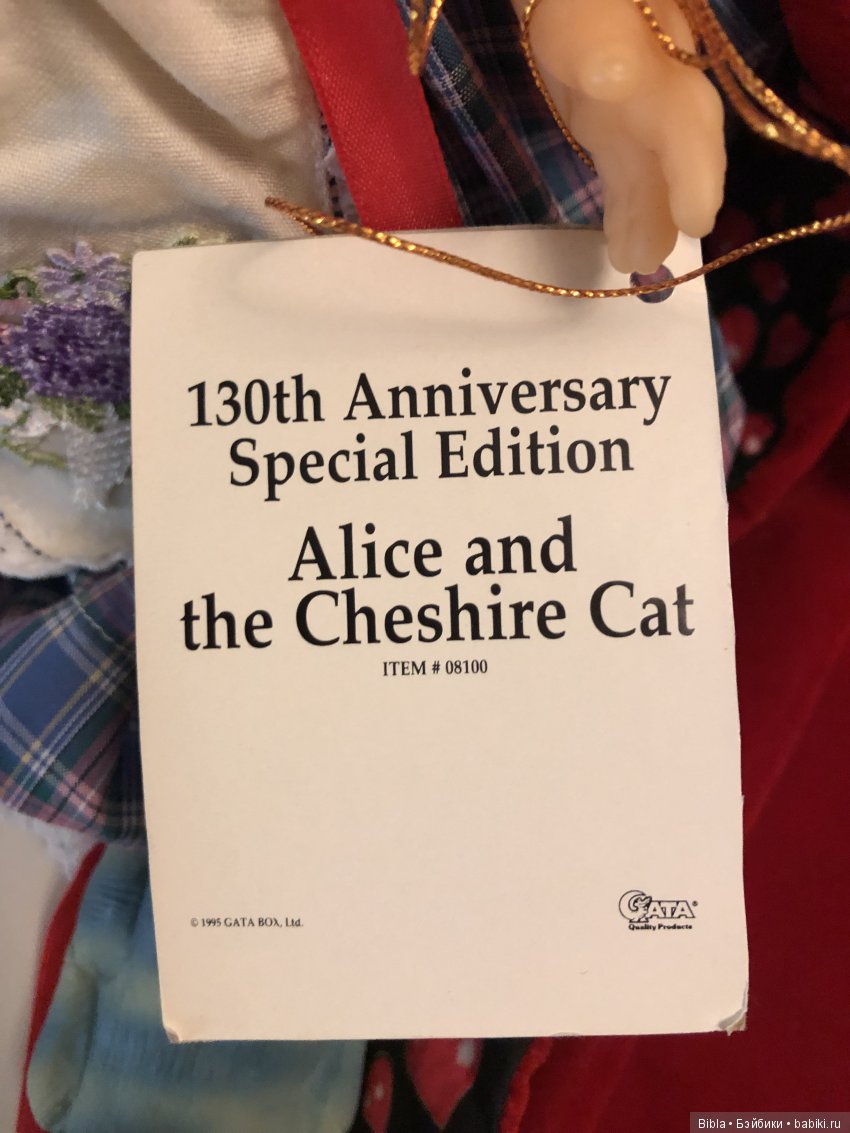 130th Anniversary
Special Edition
Alice and
the Cheshire Cat
ITEM # 08100
© 1995 GATA BOX, Ltd.
GATA®
Quality Products
Bibla • Бэйбики • babiki.ru